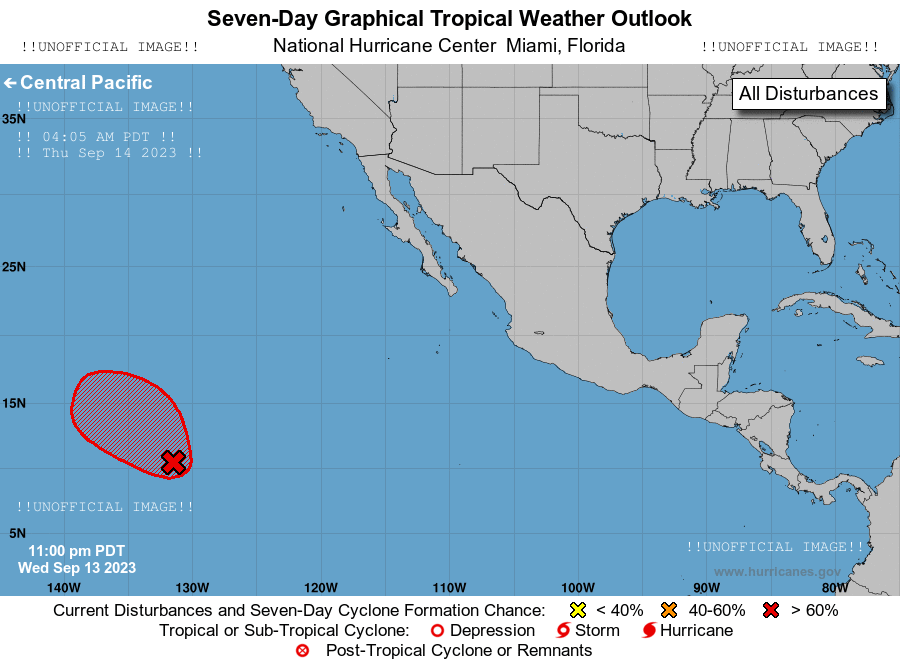 Seven-Day Graphical Tropical Weather Outlook
!!UNOFFICIAL IMAGE!! National Hurricane Center Miami, Florida !!UNOFFICIAL IMAGE!!
Central Pacific
All Disturbances
!!UNOFFICIAL IMAGE!!
35N
!! 04:05 AM PDT !!
!! Thu Sep 14 2023 !!
25N
15N
!!UNOFFICIAL IMAGE!!
5N
!!UNOFFICIAL IMAGE!!
11:00 pm PDT
Wed Sep 13 2023
www.hurricanes.gov
140W 130W 120W 110W 100W 90W 80W
Current Disturbances and Seven-Day Cyclone Formation Chance: < 40% 40-60% > 60%
Tropical or Sub-Tropical Cyclone: Depression Storm Hurricane
Post-Tropical Cyclone or Remnants